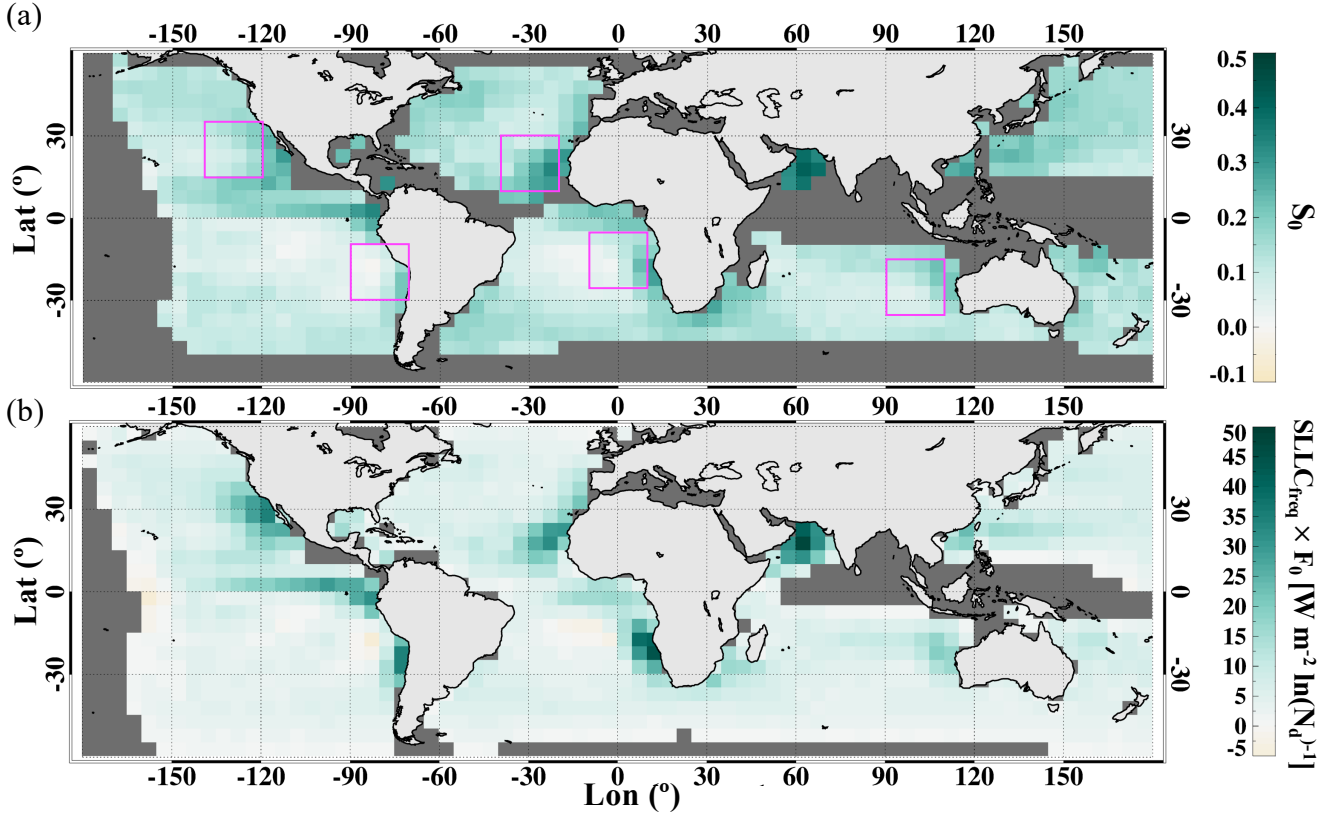 (a)
-150 -120 -90 -60 -30 0 30 60 90 120 150
30 0 -30
Lat (º)
30 0 -30
0.5 0.4 0.3 0.2 0.1 0.0 -0.1
S0
(b)
-150 -120 -90 -60 -30 0 30 60 90 120 150
30 0 -30
Lat (º)
30 0 -30
50 45 40 35 30 25 20 15 10 5 0 -5
SLLCfreq × F0 [W m-2 ln(Nd)-1]
-150 -120 -90 -60 -30 0 30 60 90 120 150
Lon (º)